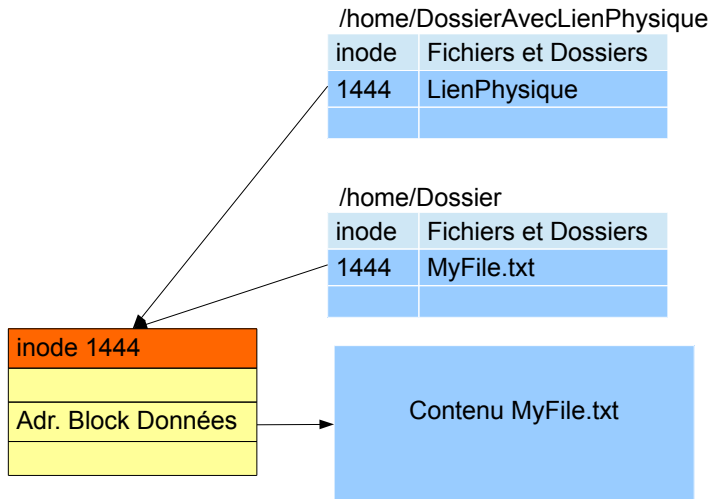 /home/DossierAvecLienPhysique
inode Fichiers et Dossiers
1444 LienPhysique
/home/Dossier
inode Fichiers et Dossiers
1444 MyFile.txt
inode 1444
Adr. Block Données
Contenu MyFile.txt